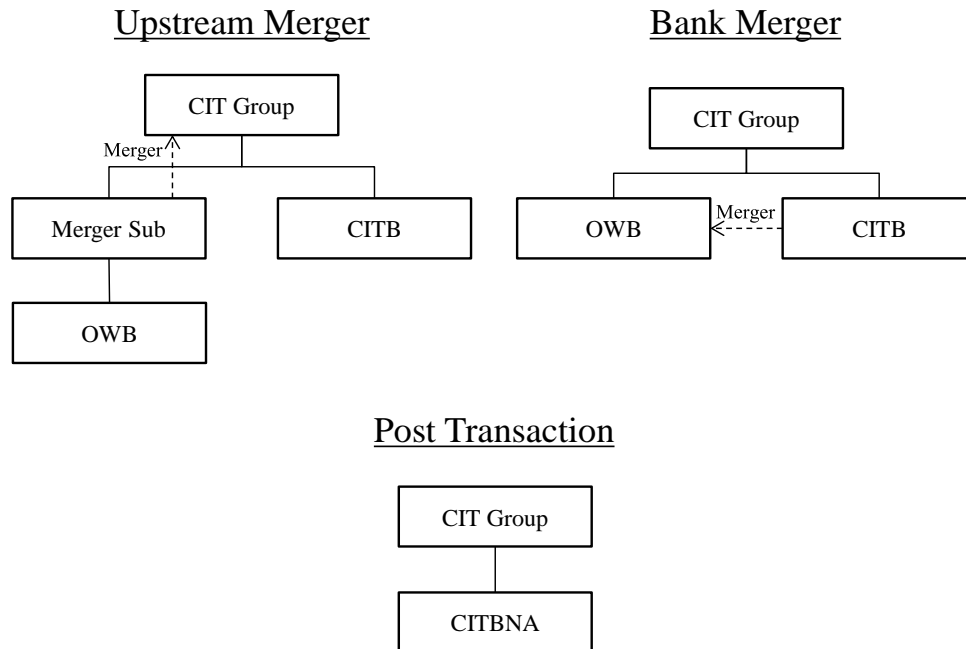 Upstream Merger
CIT Group
Merger
Merger Sub
CITB
OWB
Bank Merger
CIT Group
OWB
Merger
CITB
Post Transaction
CIT Group
CITBNA